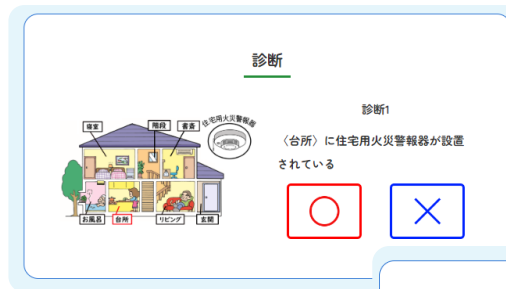 診断
診断1
〈台所〉に住宅用火災警報器が設置
されている
寝室
階段
書斎
住宅用火災警報器
お風呂
台所
リビング
玄関